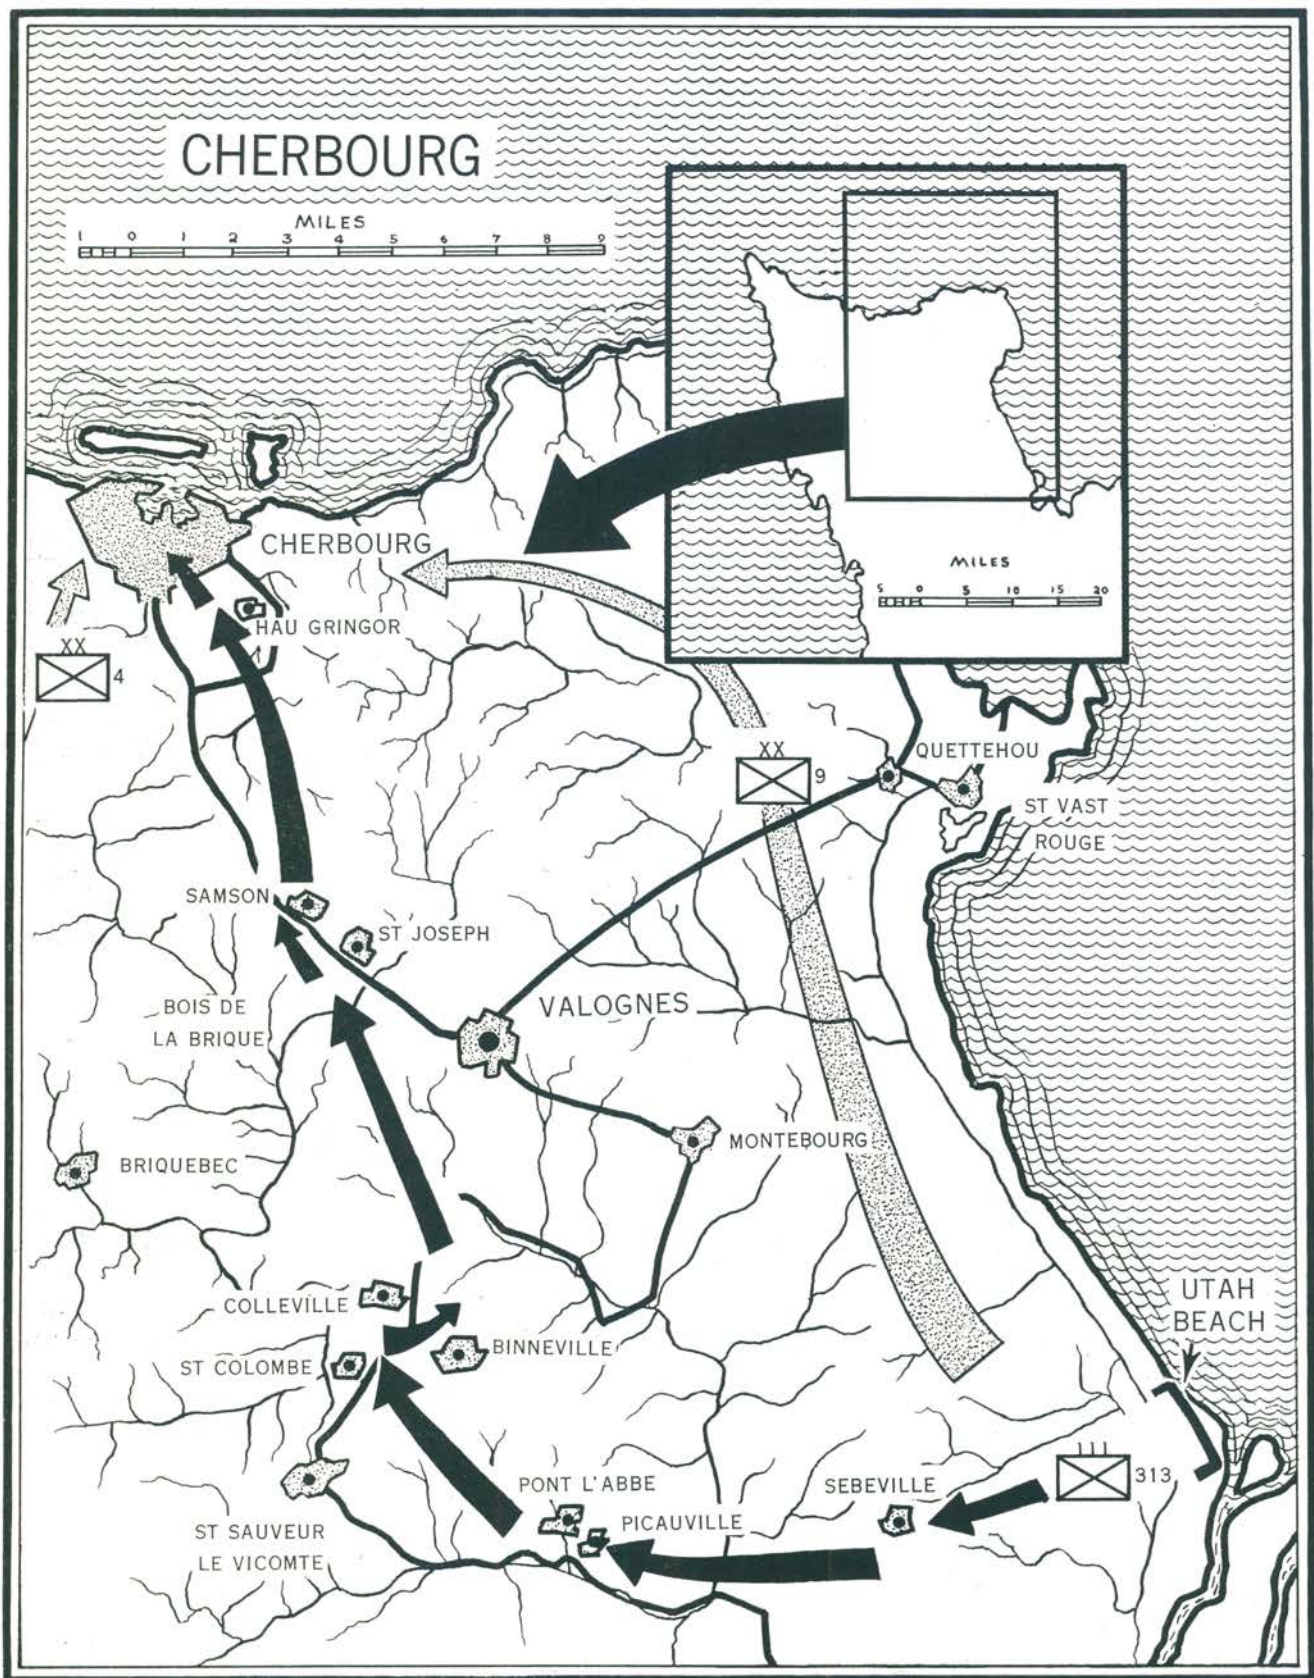 CHERBOURG
MILES
1 0 1 2 3 4 5 6 7 8 9
MILES
5 0 5 10 15 20
CHERBOURG
HAU GRINGOR
XX
4
XX
9
QUETTEHOU
ST VAST
ROUGE
SAMSON
ST JOSEPH
BOIS DE
LA BRIQUE
VALOGNES
MONTEBOURG
BRIQUEBEC
UTAH
BEACH
COLLEVILLE
BINNEVILLE
ST COLOMBE
III
313
PONT L'ABBE
SEBEVILLE
PICAUVILLE
ST SAUVEUR
LE VICOMTE